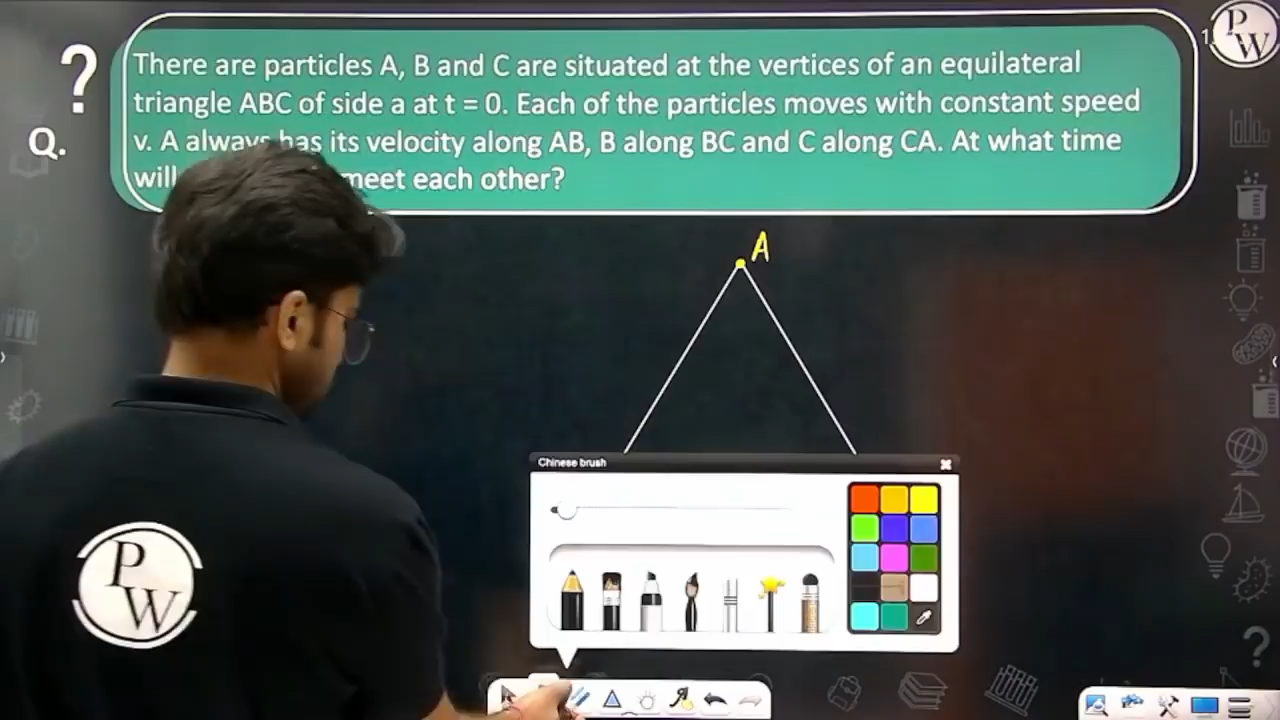 There are particles A, B and C are situated at the vertices of an equilateral
? triangle ABC of side a at t = 0. Each of the particles moves with constant speed
Q. v. A always has its velocity along AB, B along BC and C along CA. At what time
will meet each other?
P
W
A
Chinese brush
P
W
?